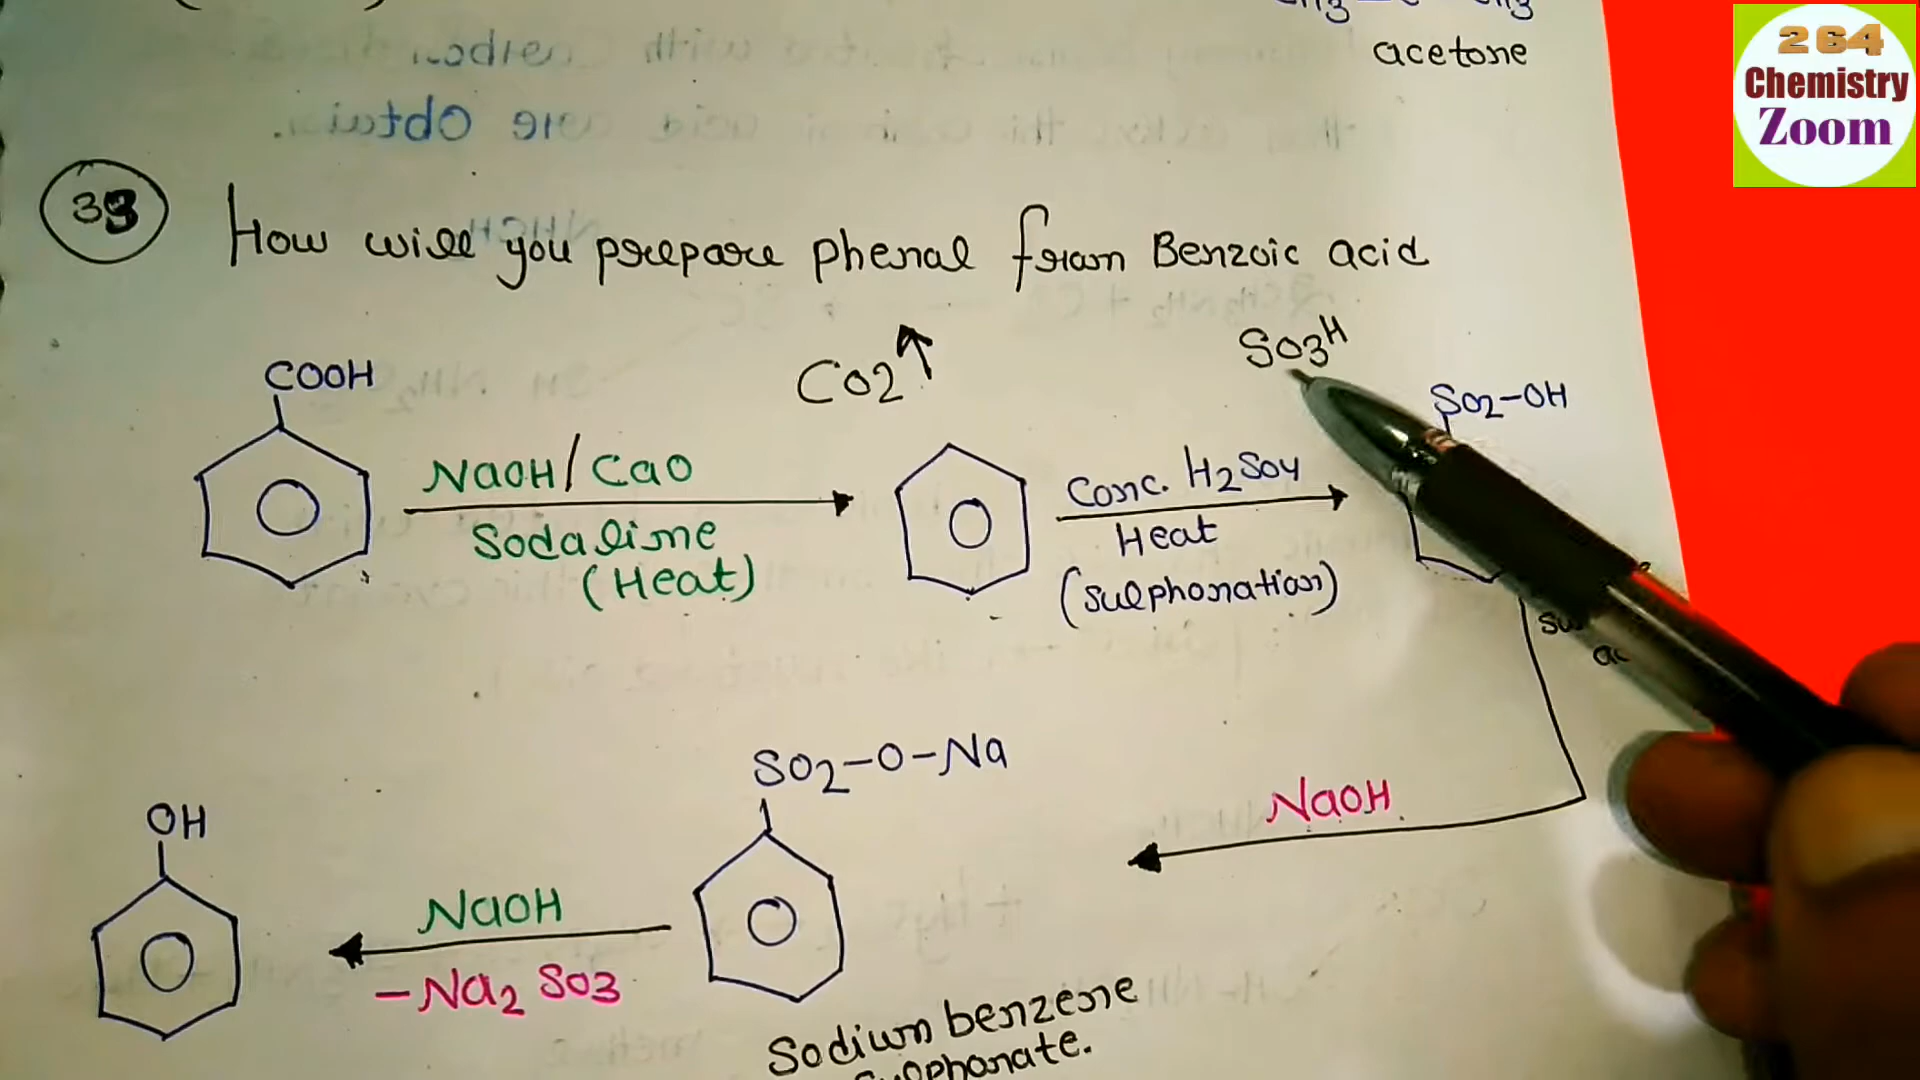 acetone
264
Chemistry
Zoom
33 How will you prepare phenol from Benzoic acid
COOH
CO2↑
SO3H
SO2-OH
NaOH/CaO
Sodalime
(Heat)
Conc. H2SO4
Heat
(Sulphonation)
SO2-O-Na
NaOH
OH
NaOH
-Na2SO3
Sodium benzene
Sulphonate.